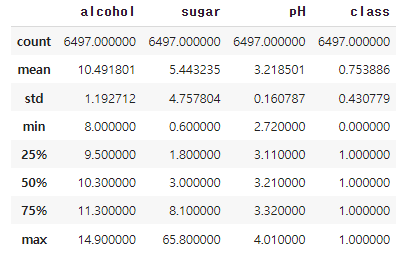 alcohol sugar pH class
count 6497.000000 6497.000000 6497.000000 6497.000000
mean 10.491801 5.443235 3.218501 0.753886
std 1.192712 4.757804 0.160787 0.430779
min 8.000000 0.600000 2.720000 0.000000
25% 9.500000 1.800000 3.110000 1.000000
50% 10.300000 3.000000 3.210000 1.000000
75% 11.300000 8.100000 3.320000 1.000000
max 14.900000 65.800000 4.010000 1.000000